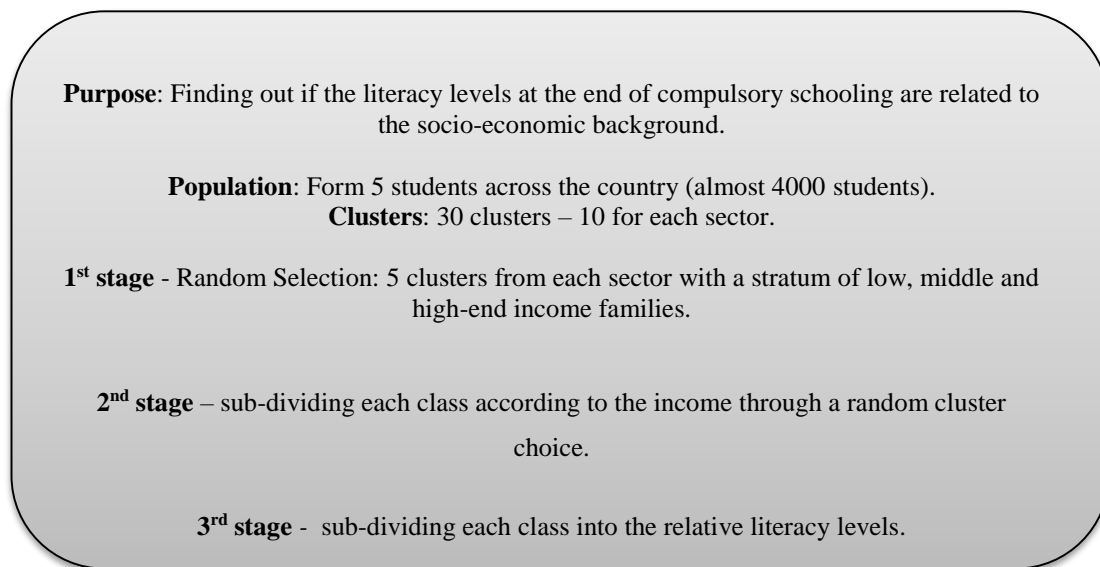 Purpose: Finding out if the literacy levels at the end of compulsory schooling are related to
the socio-economic background.
Population: Form 5 students across the country (almost 4000 students).
Clusters: 30 clusters – 10 for each sector.
1st stage - Random Selection: 5 clusters from each sector with a stratum of low, middle and
high-end income families.
2nd stage – sub-dividing each class according to the income through a random cluster
choice.
3rd stage - sub-dividing each class into the relative literacy levels.